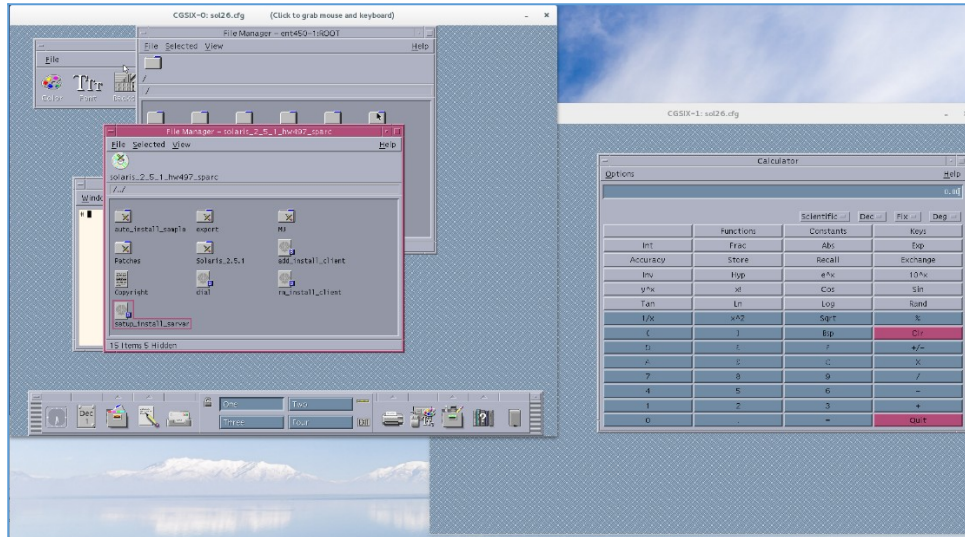 CGSIX-0: sol26.cfg (Click to grab mouse and keyboard)
File Manager - ent450-1:ROOT
File Selected View Help
/
/
File
Color Font
File Manager - solaris_2_5_1_hw497_sparc
File Selected View Help
solaris_2_5_1_hw497_sparc
/../
auto_install_sample export MU
Patches Solaris_2.5.1 add_install_client
Copyright dial rm_install_client
setup_install_server
15 Items 5 Hidden
#
Dec
1
One Two
Three Four
CGSIX-1: sol26.cfg
Calculator
Options Help
0.00
Scientific Dec Fix Deg
Functions Constants Keys
Int Frac Abs Exp
Accuracy Store Recall Exchange
Inv Hyp e^x 10^x
y^x x! Cos Sin
Tan Ln Log Rand
1/x x^2 Sqrt %
( ) Bsp Clr
+/-
X
7 8 9 /
4 5 6 -
1 2 3 +
0 = Quit